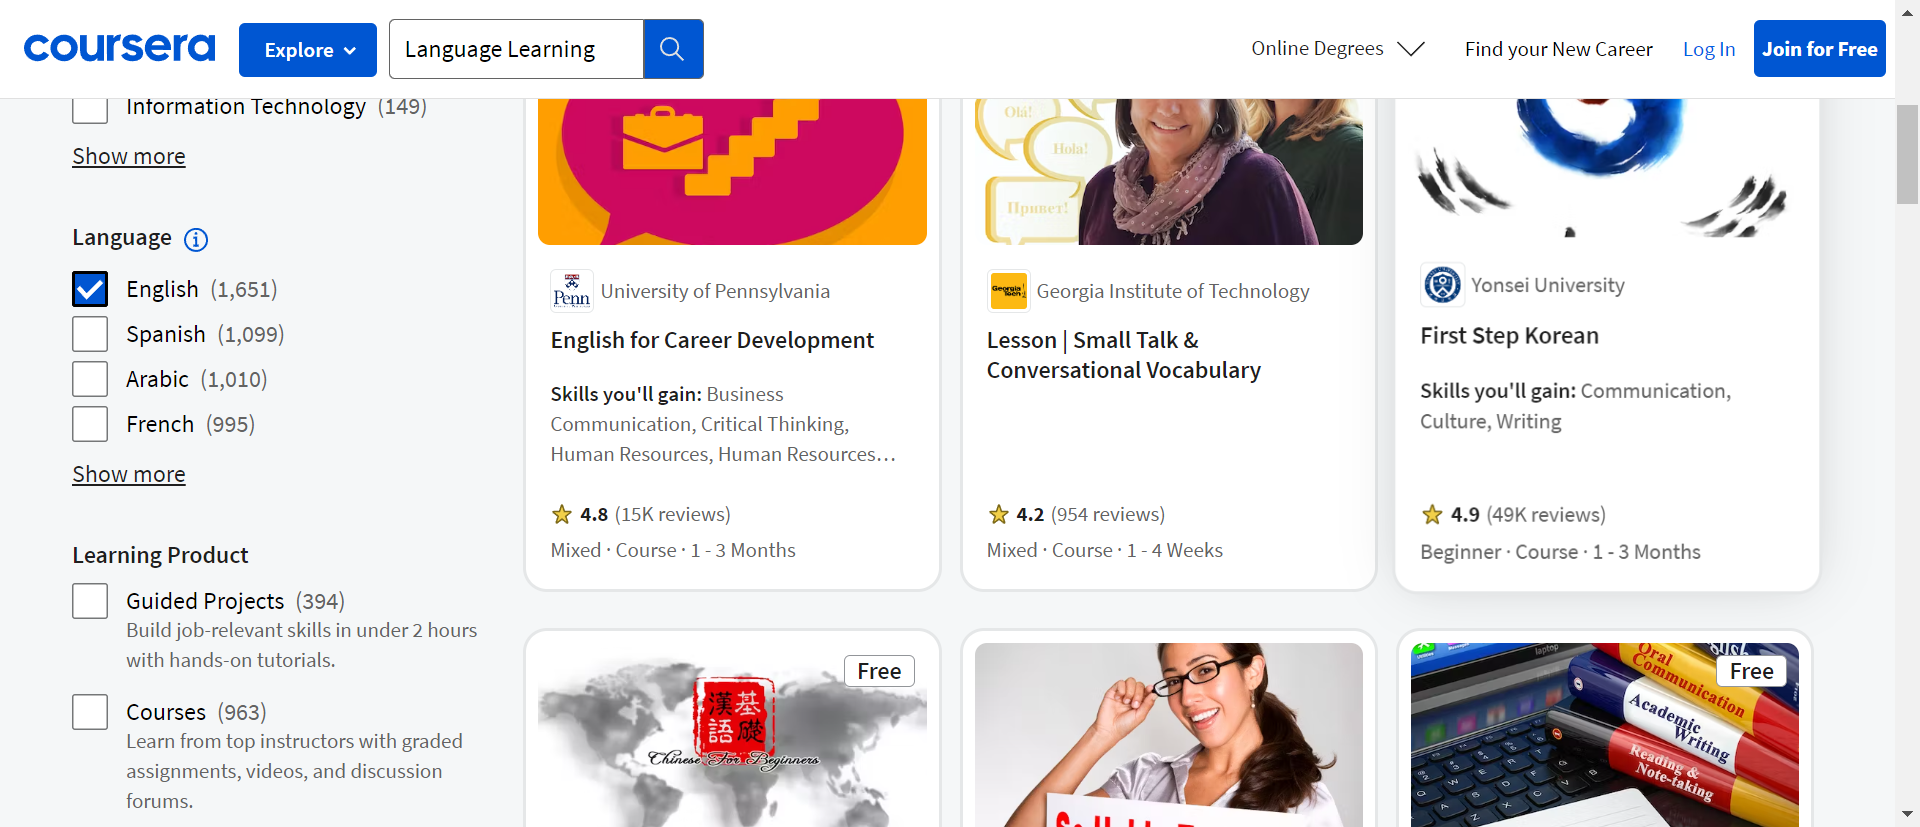 coursera
Explore
Language Learning
Online Degrees
Find your New Career
Log In
Join for Free
Information Technology (149)
Show more
Language
English (1,651)
Spanish (1,099)
Arabic (1,010)
French (995)
Show more
Learning Product
Guided Projects (394)
Build job-relevant skills in under 2 hours
with hands-on tutorials.
Courses (963)
Learn from top instructors with graded
assignments, videos, and discussion
forums.
Penn
University of Pennsylvania
English for Career Development
Skills you'll gain: Business
Communication, Critical Thinking,
Human Resources, Human Resources…
4.8 (15K reviews)
Mixed · Course · 1 - 3 Months
Olá!
Hola!
Привет!
Georgia Tech
Georgia Institute of Technology
Lesson | Small Talk &
Conversational Vocabulary
4.2 (954 reviews)
Mixed · Course · 1 - 4 Weeks
Yonsei University
First Step Korean
Skills you'll gain: Communication,
Culture, Writing
4.9 (49K reviews)
Beginner · Course · 1 - 3 Months
Free
基礎
漢語
Chinese For Beginners
Free
laptop
Oral
Communication
Academic
Writing
Reading &
Note-taking